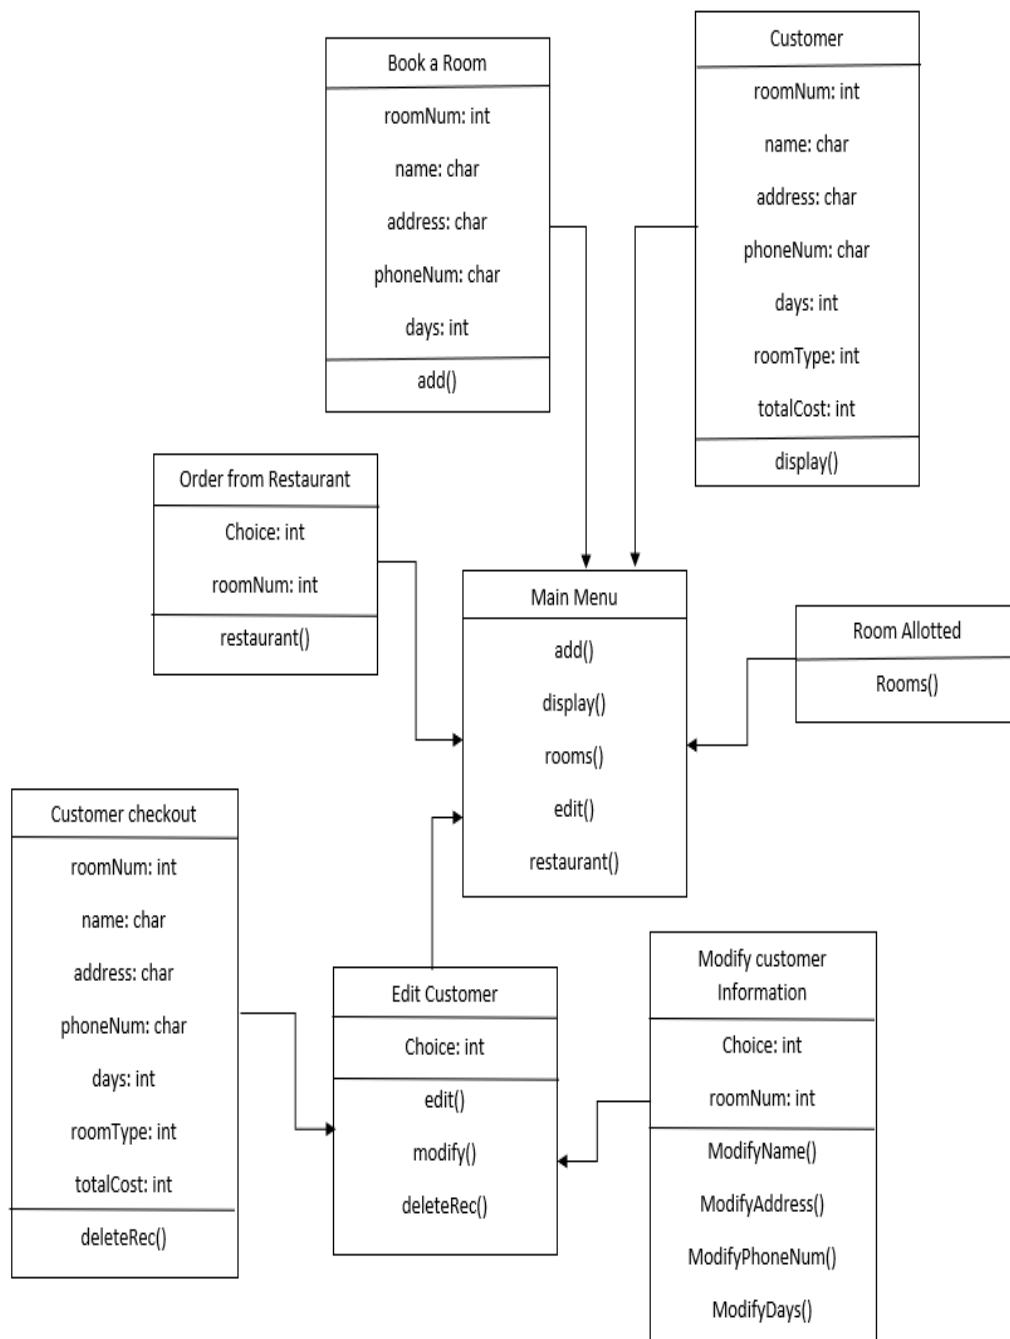 Book a Room
roomNum: int
name: char
address: char
phoneNum: char
days: int
add()
Customer
roomNum: int
name: char
address: char
phoneNum: char
days: int
roomType: int
totalCost: int
display()
Order from Restaurant
Choice: int
roomNum: int
restaurant()
Main Menu
add()
display()
rooms()
edit()
restaurant()
Room Allotted
Rooms()
Customer checkout
roomNum: int
name: char
address: char
phoneNum: char
days: int
roomType: int
totalCost: int
deleteRec()
Edit Customer
Choice: int
edit()
modify()
deleteRec()
Modify customer
Information
Choice: int
roomNum: int
ModifyName()
ModifyAddress()
ModifyPhoneNum()
ModifyDays()